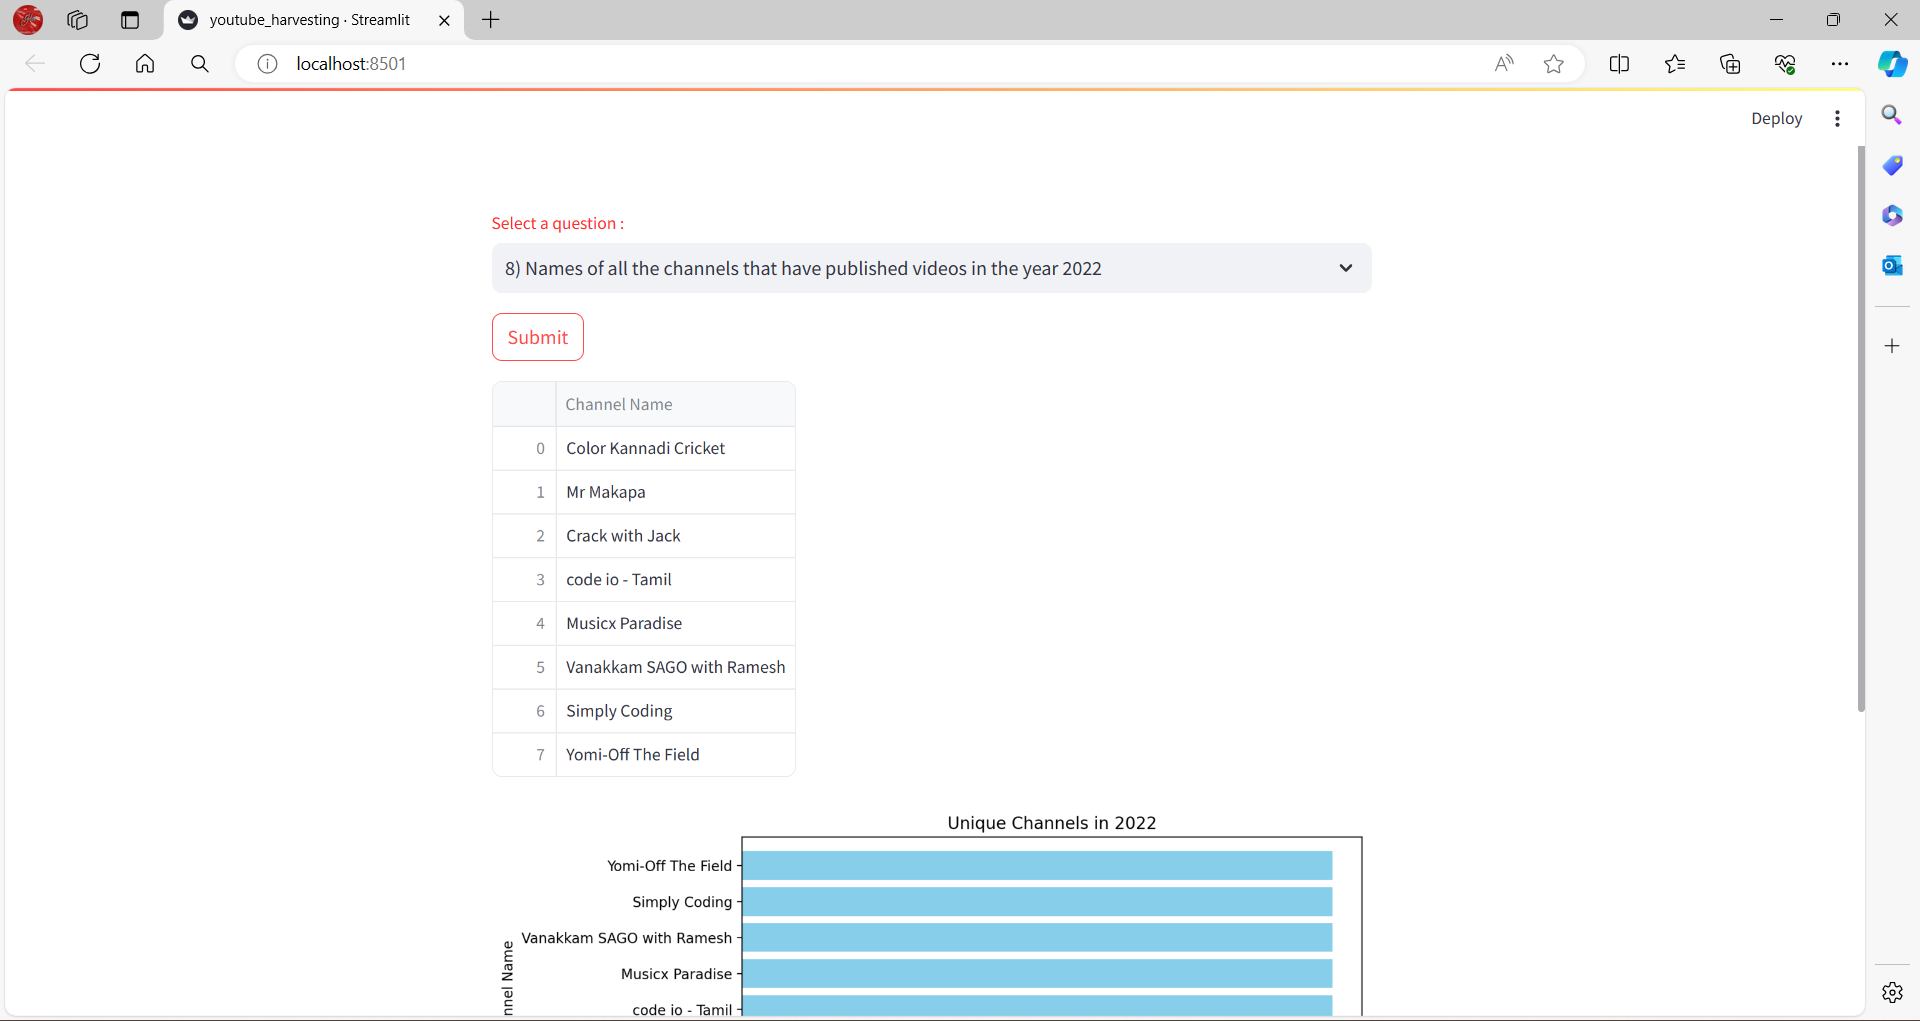 youtube_harvesting · Streamlit
localhost:8501
Deploy
Select a question :
8) Names of all the channels that have published videos in the year 2022
Submit
Channel Name
0 Color Kannadi Cricket
1 Mr Makapa
2 Crack with Jack
3 code io - Tamil
4 Musicx Paradise
5 Vanakkam SAGO with Ramesh
6 Simply Coding
7 Yomi-Off The Field
Unique Channels in 2022
Yomi-Off The Field
Simply Coding
Vanakkam SAGO with Ramesh
Musicx Paradise
code io - Tamil
nnel Name